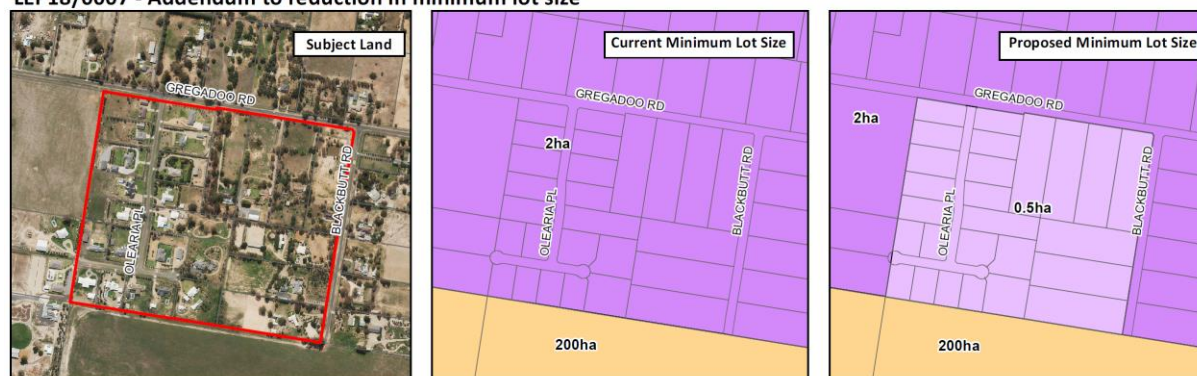 LEP18/0007 - Addendum to reduction in minimum lot size
Subject Land
GREGADOO RD
OLEARIA PL
BLACKBUTT RD
Current Minimum Lot Size
GREGADOO RD
2ha
OLEARIA PL
BLACKBUTT RD
200ha
Proposed Minimum Lot Size
GREGADOO RD
2ha
0.5ha
OLEARIA PL
BLACKBUTT RD
200ha